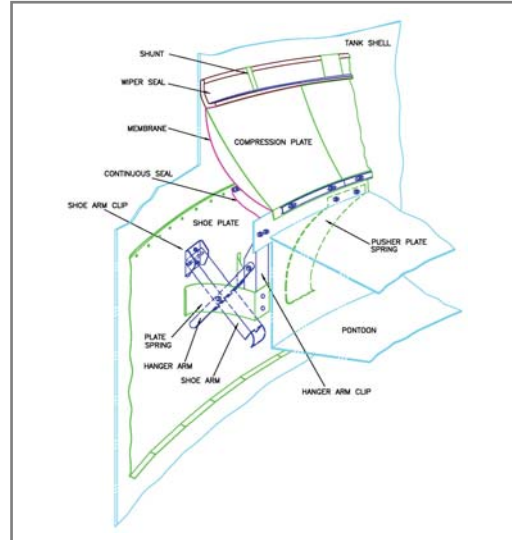 SHUNT
TANK SHELL
WIPER SEAL
MEMBRANE
COMPRESSION PLATE
CONTINUOUS SEAL
SHOE ARM CLIP
SHOE PLATE
PUSHER PLATE
SPRING
PLATE
SPRING
PONTOON
HANGER ARM
SHOE ARM
HANGER ARM CLIP